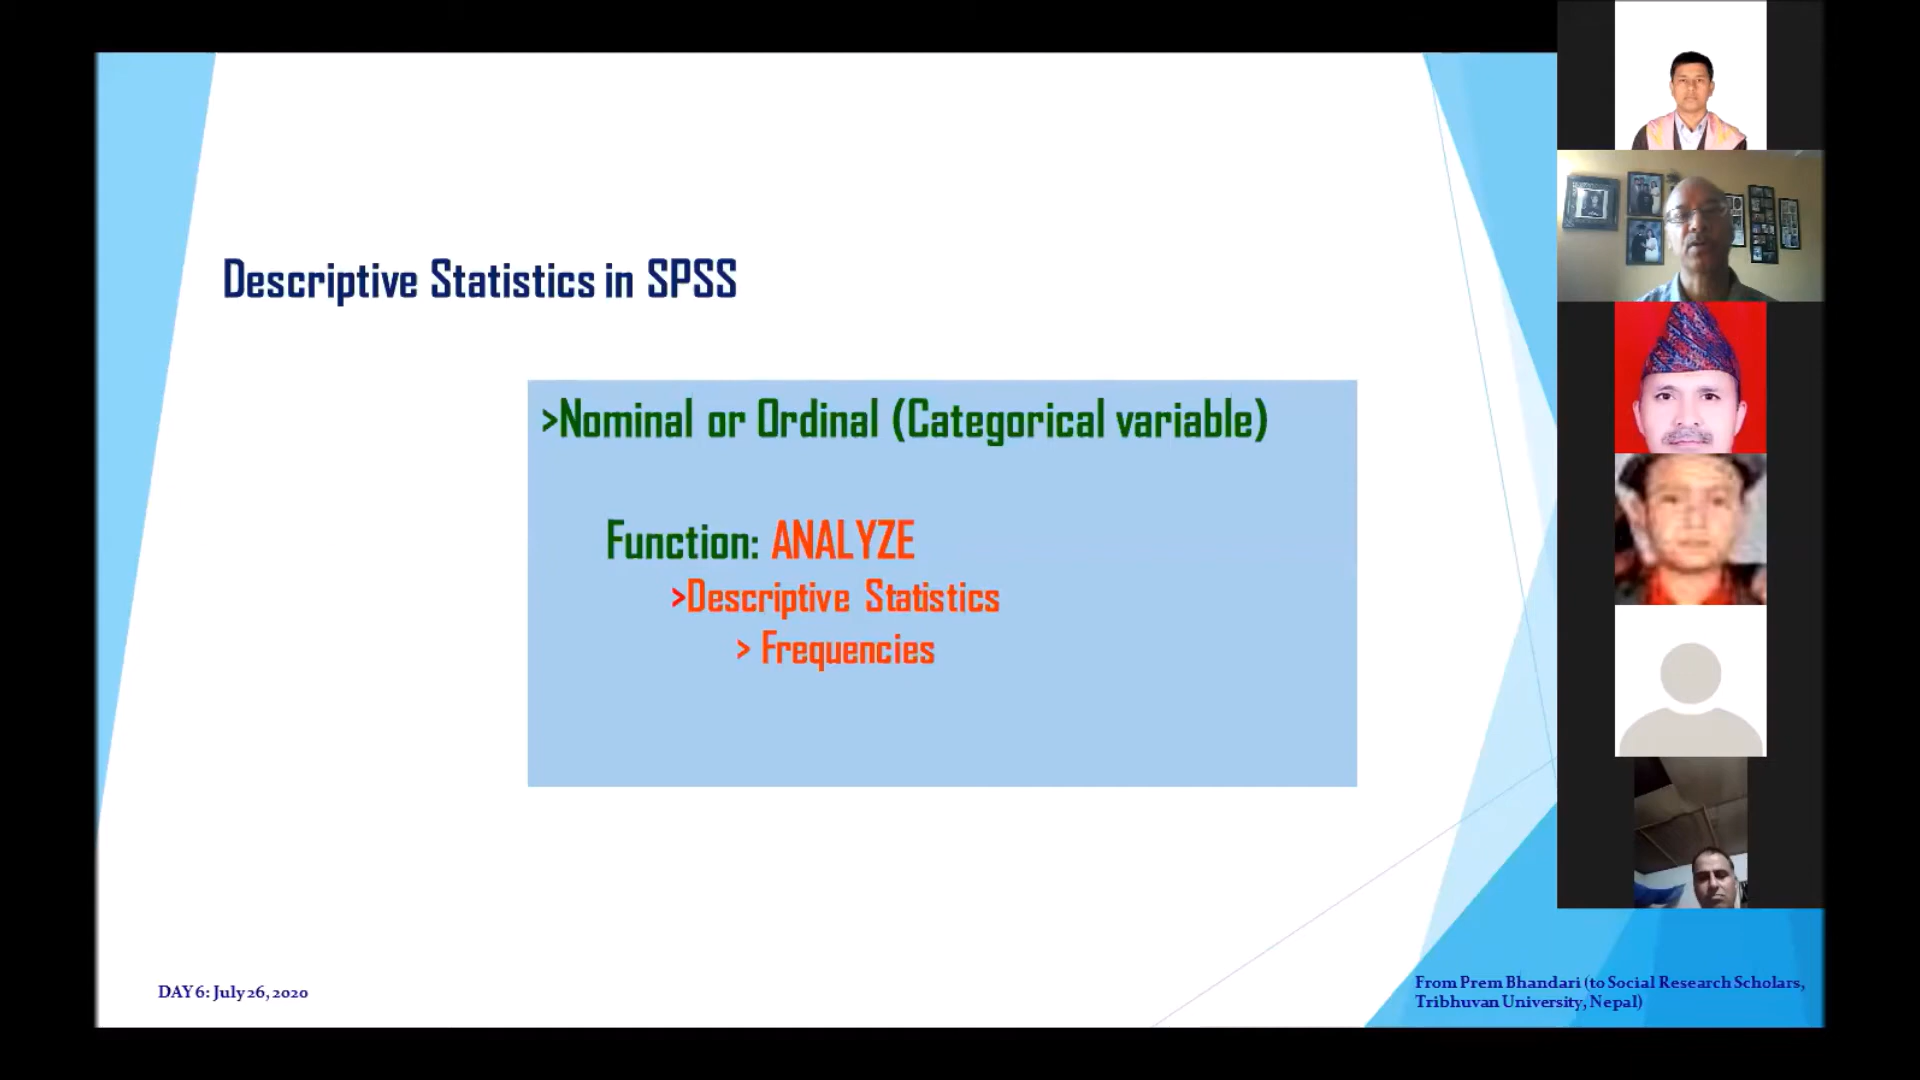 Descriptive Statistics in SPSS
>Nominal or Ordinal (Categorical variable)
Function: ANALYZE
>Descriptive Statistics
> Frequencies
DAY 6: July 26, 2020
From Prem Bhandari (to Social Research Scholars,
Tribhuvan University, Nepal)